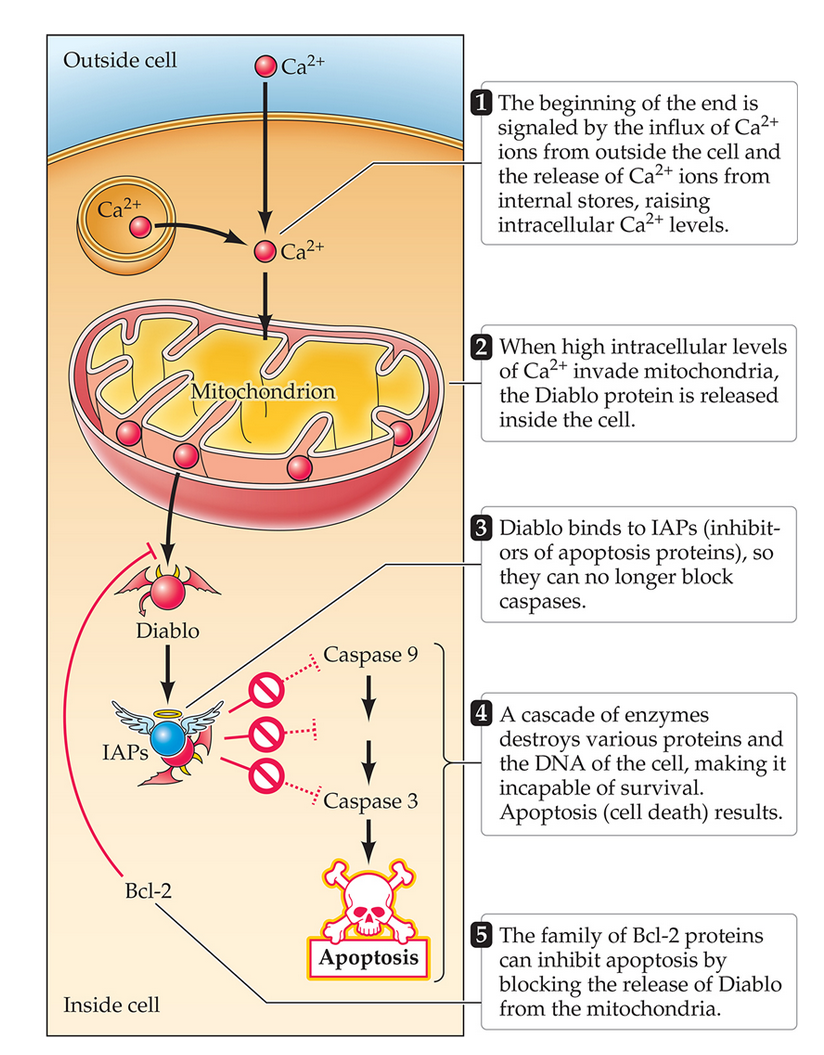 Outside cell
Ca²⁺
Ca²⁺
Ca²⁺
Mitochondrion
Diablo
IAPs
Caspase 9
Caspase 3
Bcl-2
Apoptosis
Inside cell
1 The beginning of the end is
signaled by the influx of Ca²⁺
ions from outside the cell and
the release of Ca²⁺ ions from
internal stores, raising
intracellular Ca²⁺ levels.
2 When high intracellular levels
of Ca²⁺ invade mitochondria,
the Diablo protein is released
inside the cell.
3 Diablo binds to IAPs (inhibit-
ors of apoptosis proteins), so
they can no longer block
caspases.
4 A cascade of enzymes
destroys various proteins and
the DNA of the cell, making it
incapable of survival.
Apoptosis (cell death) results.
5 The family of Bcl-2 proteins
can inhibit apoptosis by
blocking the release of Diablo
from the mitochondria.